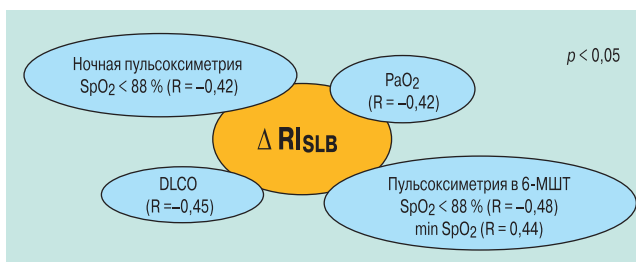 Ночная пульсоксиметрия
SpO₂ < 88 % (R = –0,42)
PaO₂
(R = –0,42)
p < 0,05
Δ RISLB
DLCO
(R =–0,45)
Пульсоксиметрия в 6-МШТ
SpO₂ < 88 % (R = –0,48)
min SpO₂ (R = 0,44)